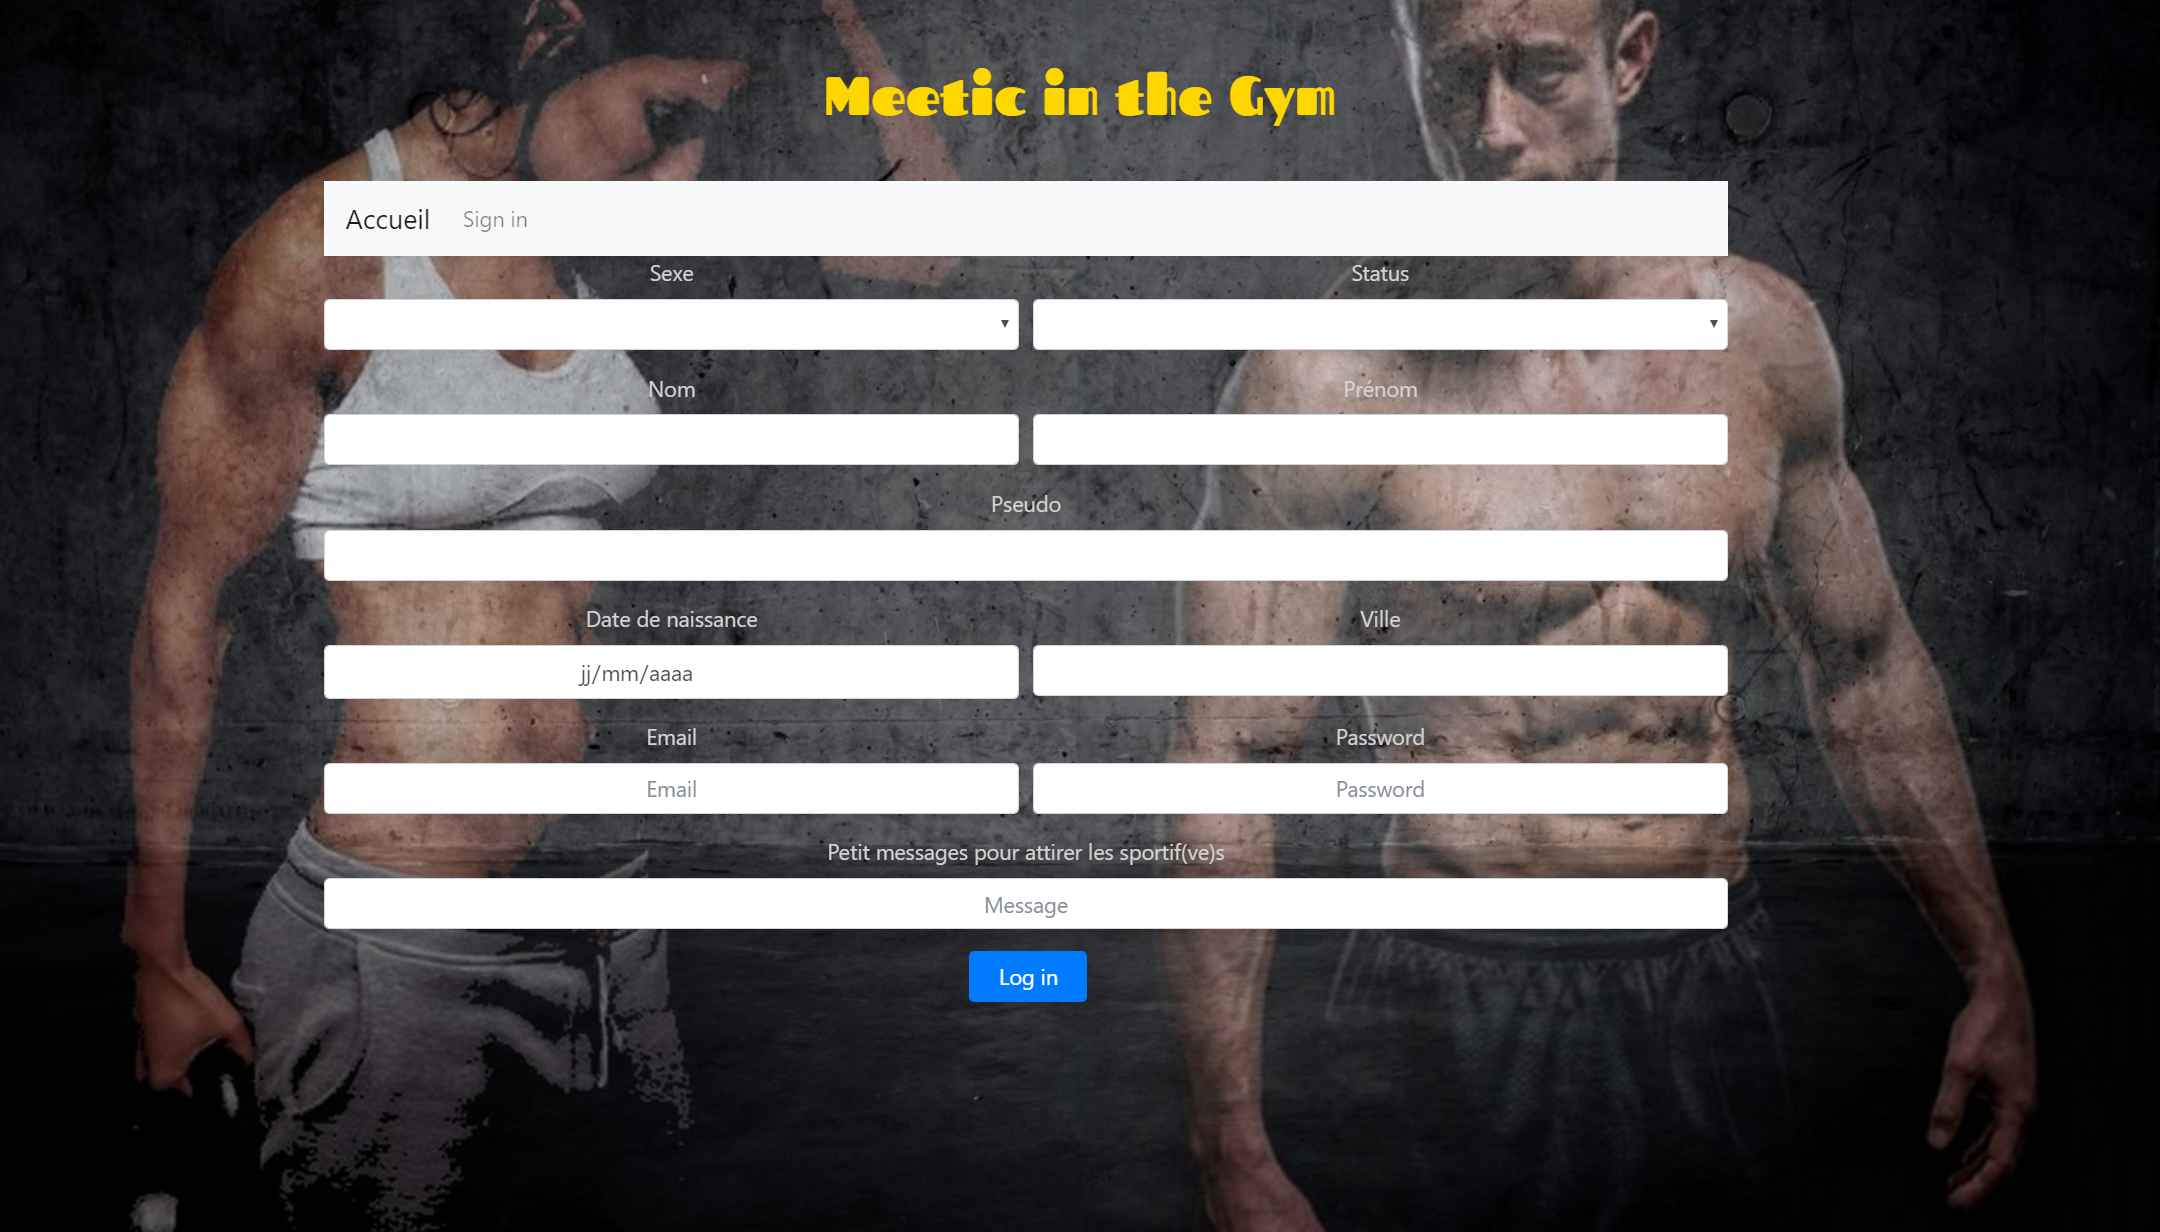 Meetic in the Gym
Accueil Sign in
Sexe Status
Nom Prénom
Pseudo
Date de naissance Ville
jj/mm/aaaa
Email Password
Email Password
Petit messages pour attirer les sportif(ve)s
Message
Log in